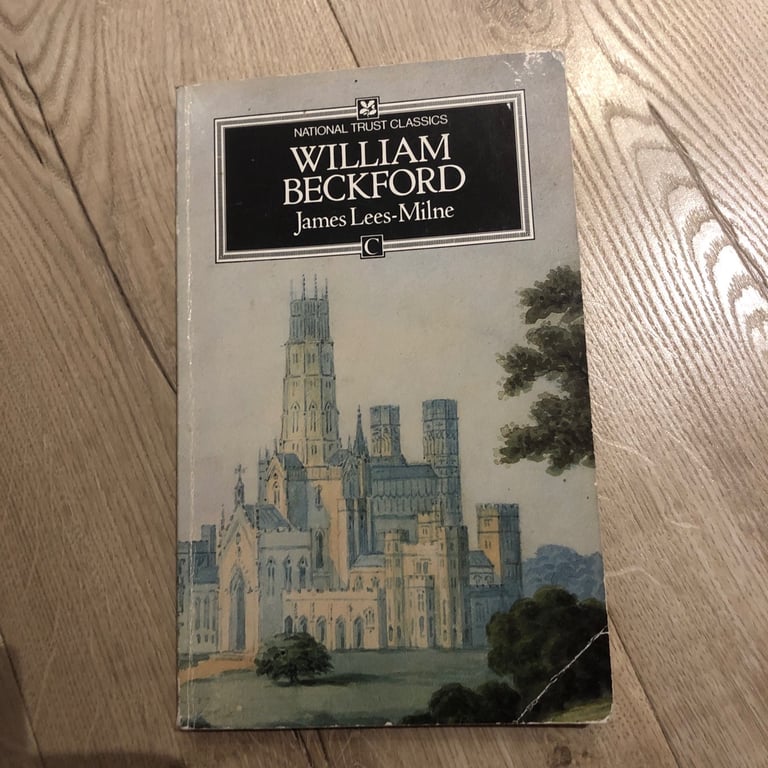 NATIONAL TRUST CLASSICS
WILLIAM
BECKFORD
James Lees-Milne
C